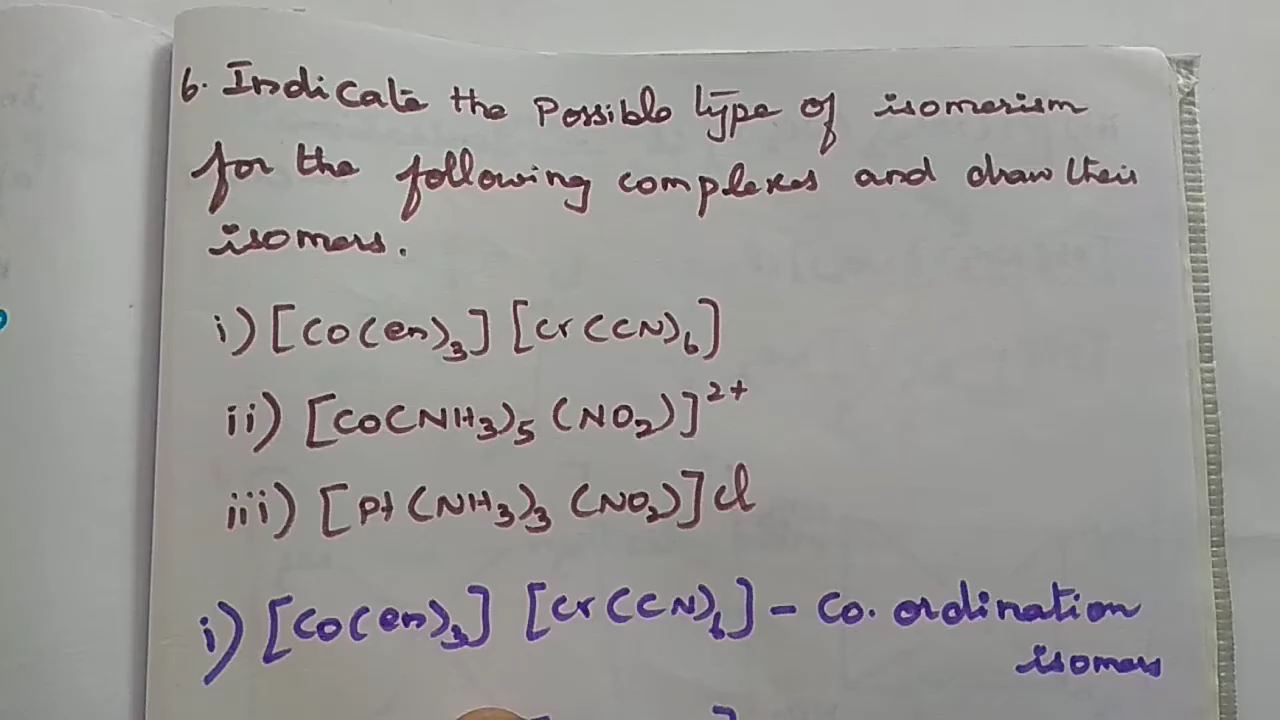 6. Indicate the possible type of isomerism
for the following complexes and draw their
isomers.
i) [Co(en)3] [Cr(CN)6]
ii) [Co(NH3)5 (NO2)]2+
iii) [Pt (NH3)3 (NO2)] Cl
i) [Co(en)3] [Cr(CN)6] - Co. ordination
isomers